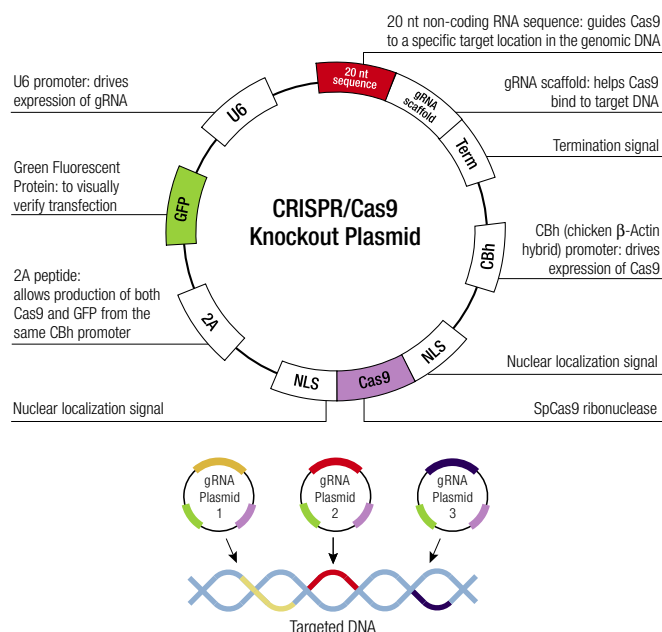 20 nt non-coding RNA sequence: guides Cas9
to a specific target location in the genomic DNA
U6 promoter: drives
expression of gRNA
gRNA scaffold: helps Cas9
bind to target DNA
Termination signal
Green Fluorescent
Protein: to visually
verify transfection
CBh (chicken β-Actin
hybrid) promoter: drives
expression of Cas9
2A peptide:
allows production of both
Cas9 and GFP from the
same CBh promoter
Nuclear localization signal
Nuclear localization signal
SpCas9 ribonuclease
CRISPR/Cas9
Knockout Plasmid
20 nt
sequence
gRNA
scaffold
Term
CBh
NLS
Cas9
NLS
2A
GFP
U6
gRNA
Plasmid
1
gRNA
Plasmid
2
gRNA
Plasmid
3
Targeted DNA